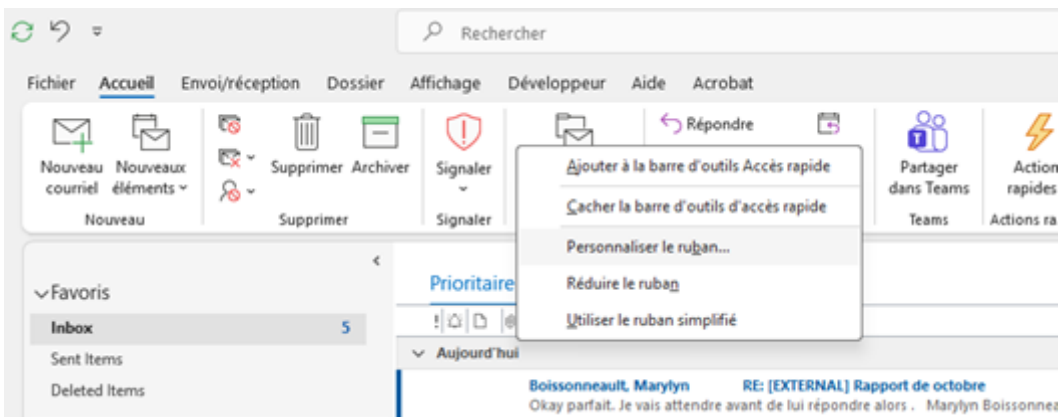 Rechercher
Fichier Accueil Envoi/réception Dossier Affichage Développeur Aide Acrobat
Nouveau courriel
Nouveaux éléments
Supprimer
Archiver
Signaler
Répondre
Partager dans Teams
Action rapides
Nouveau
Supprimer
Signaler
Teams
Actions ra
Ajouter à la barre d'outils Accès rapide
Cacher la barre d'outils d'accès rapide
Personnaliser le ruban...
Réduire le ruban
Utiliser le ruban simplifié
Favoris
Inbox 5
Sent Items
Deleted Items
Prioritaire
Aujourd'hui
Boissonneault, Marylyn RE: [EXTERNAL] Rapport de octobre
Okay parfait. Je vais attendre avant de lui répondre alors . Marylyn Boissonnea